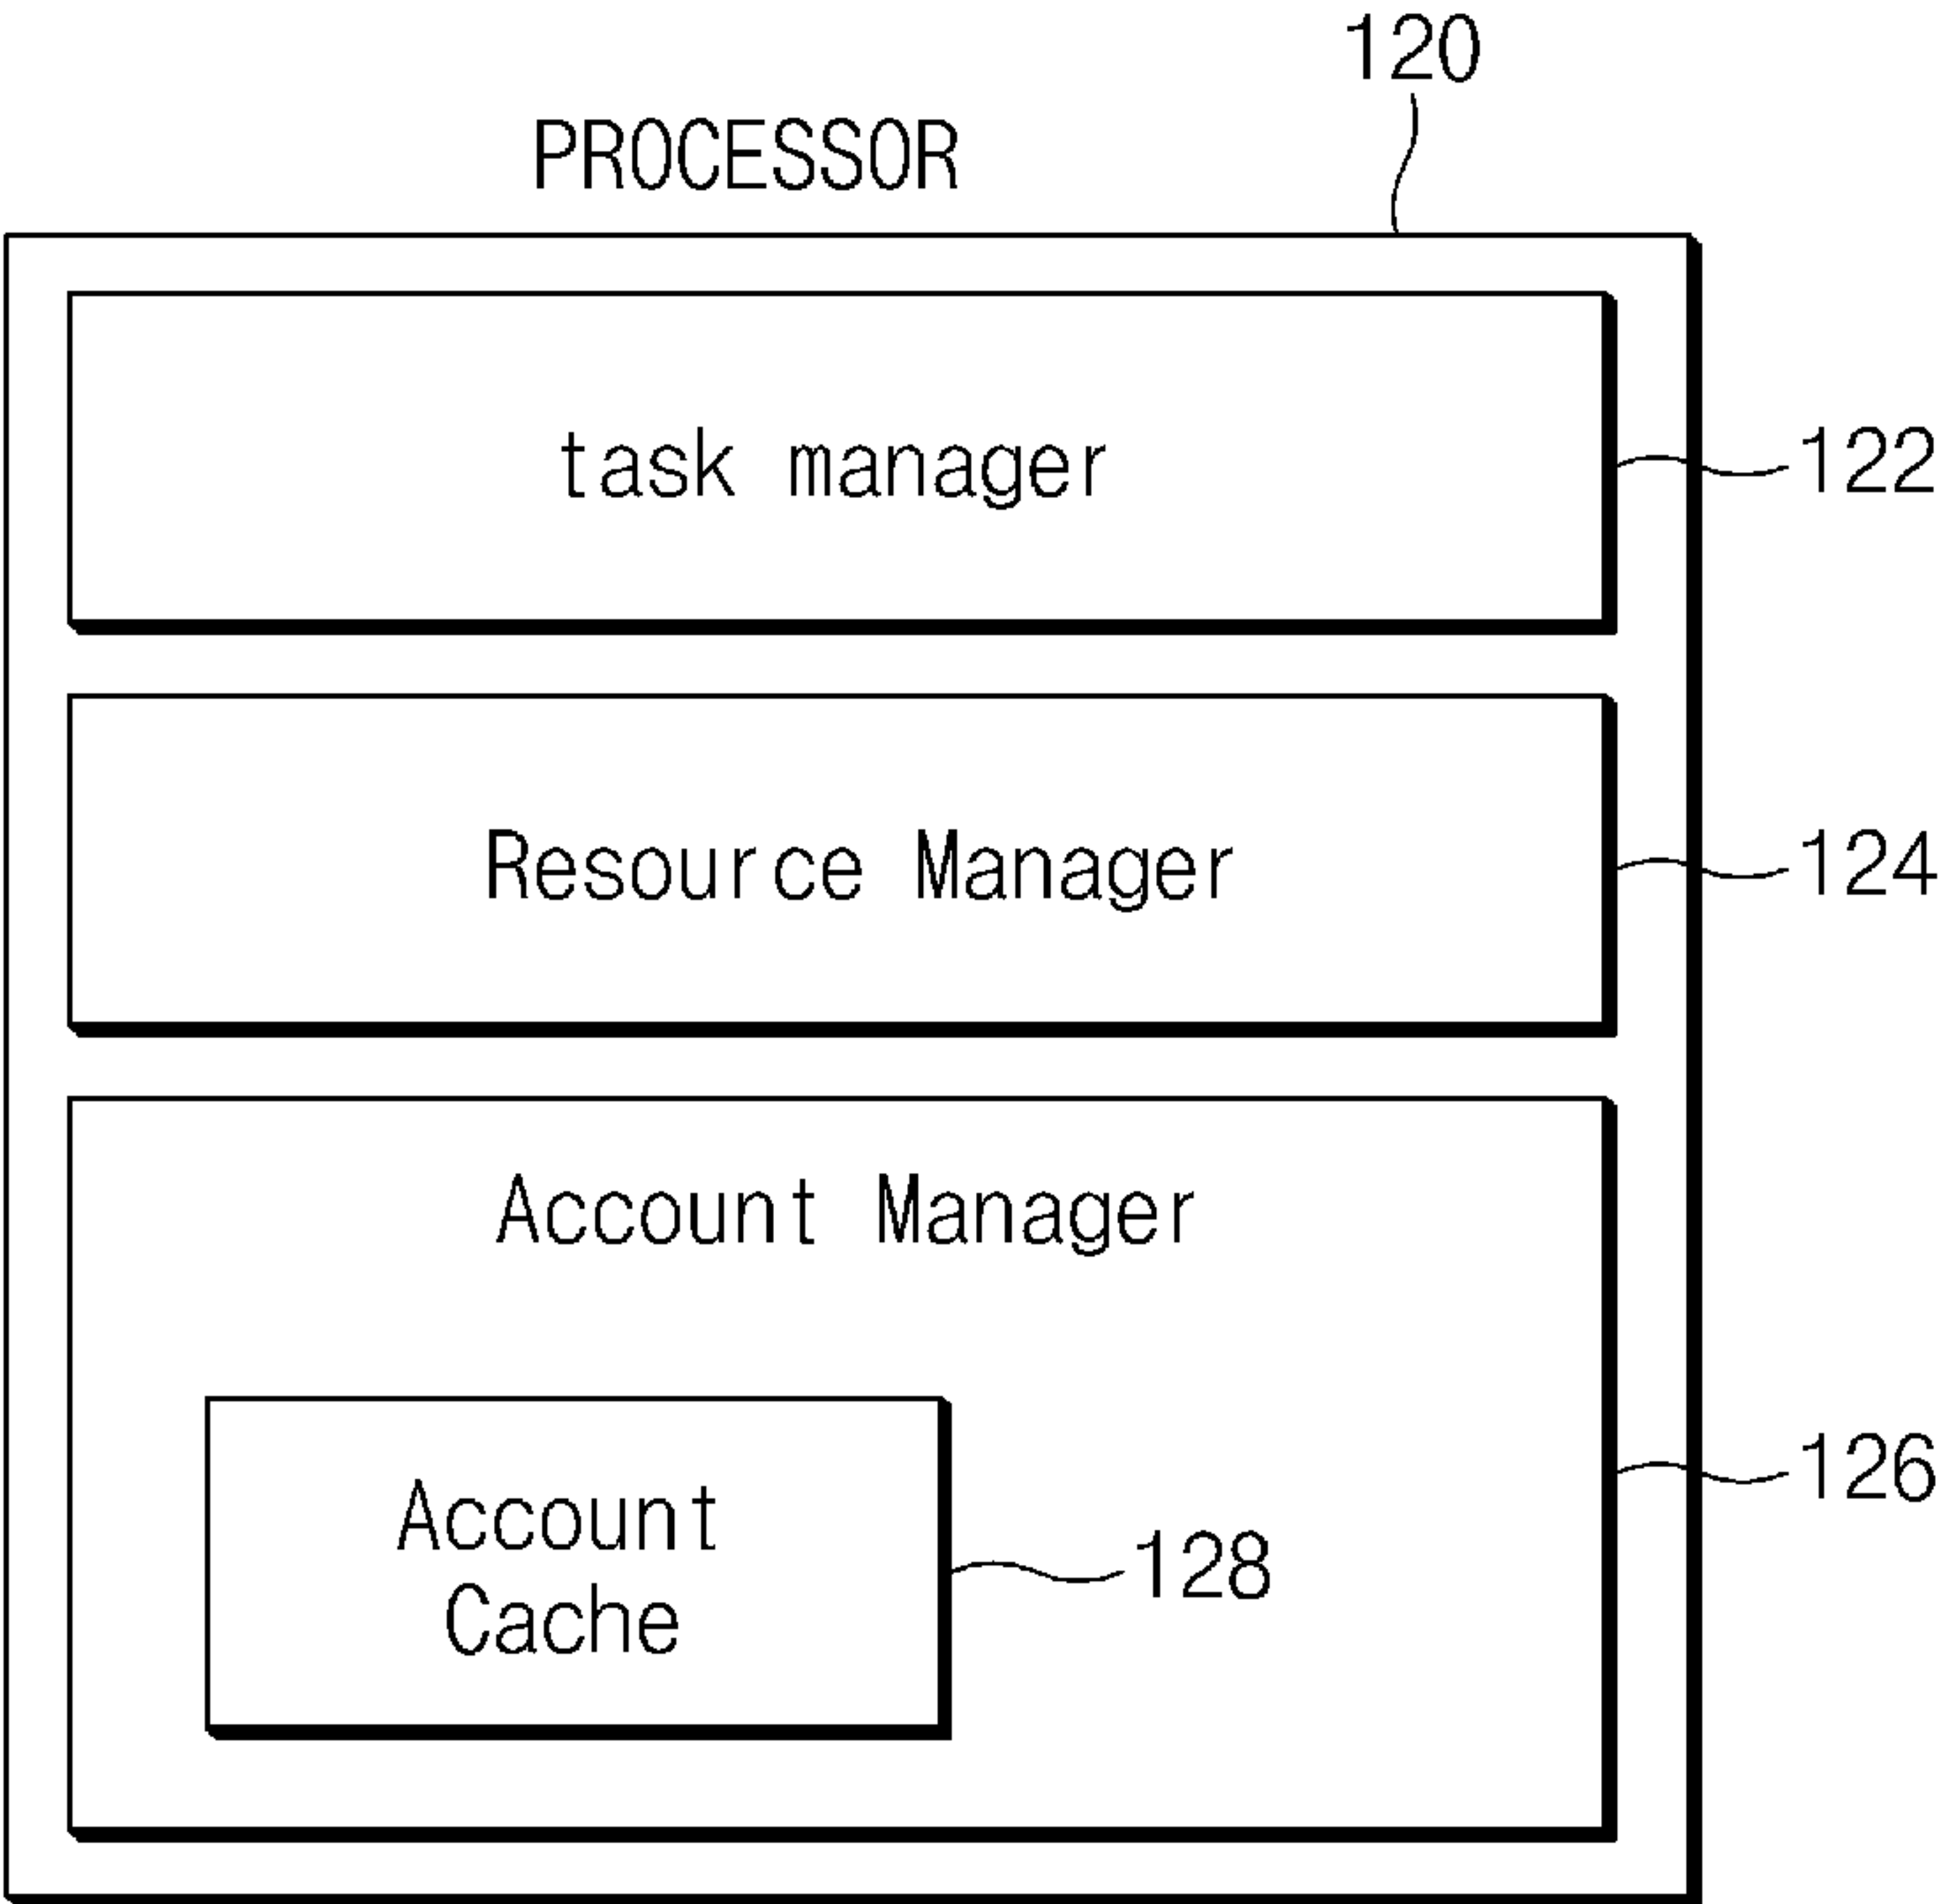 120
PROCESSOR
task manager
122
Resource Manager
124
Account Manager
126
Account
Cache
128